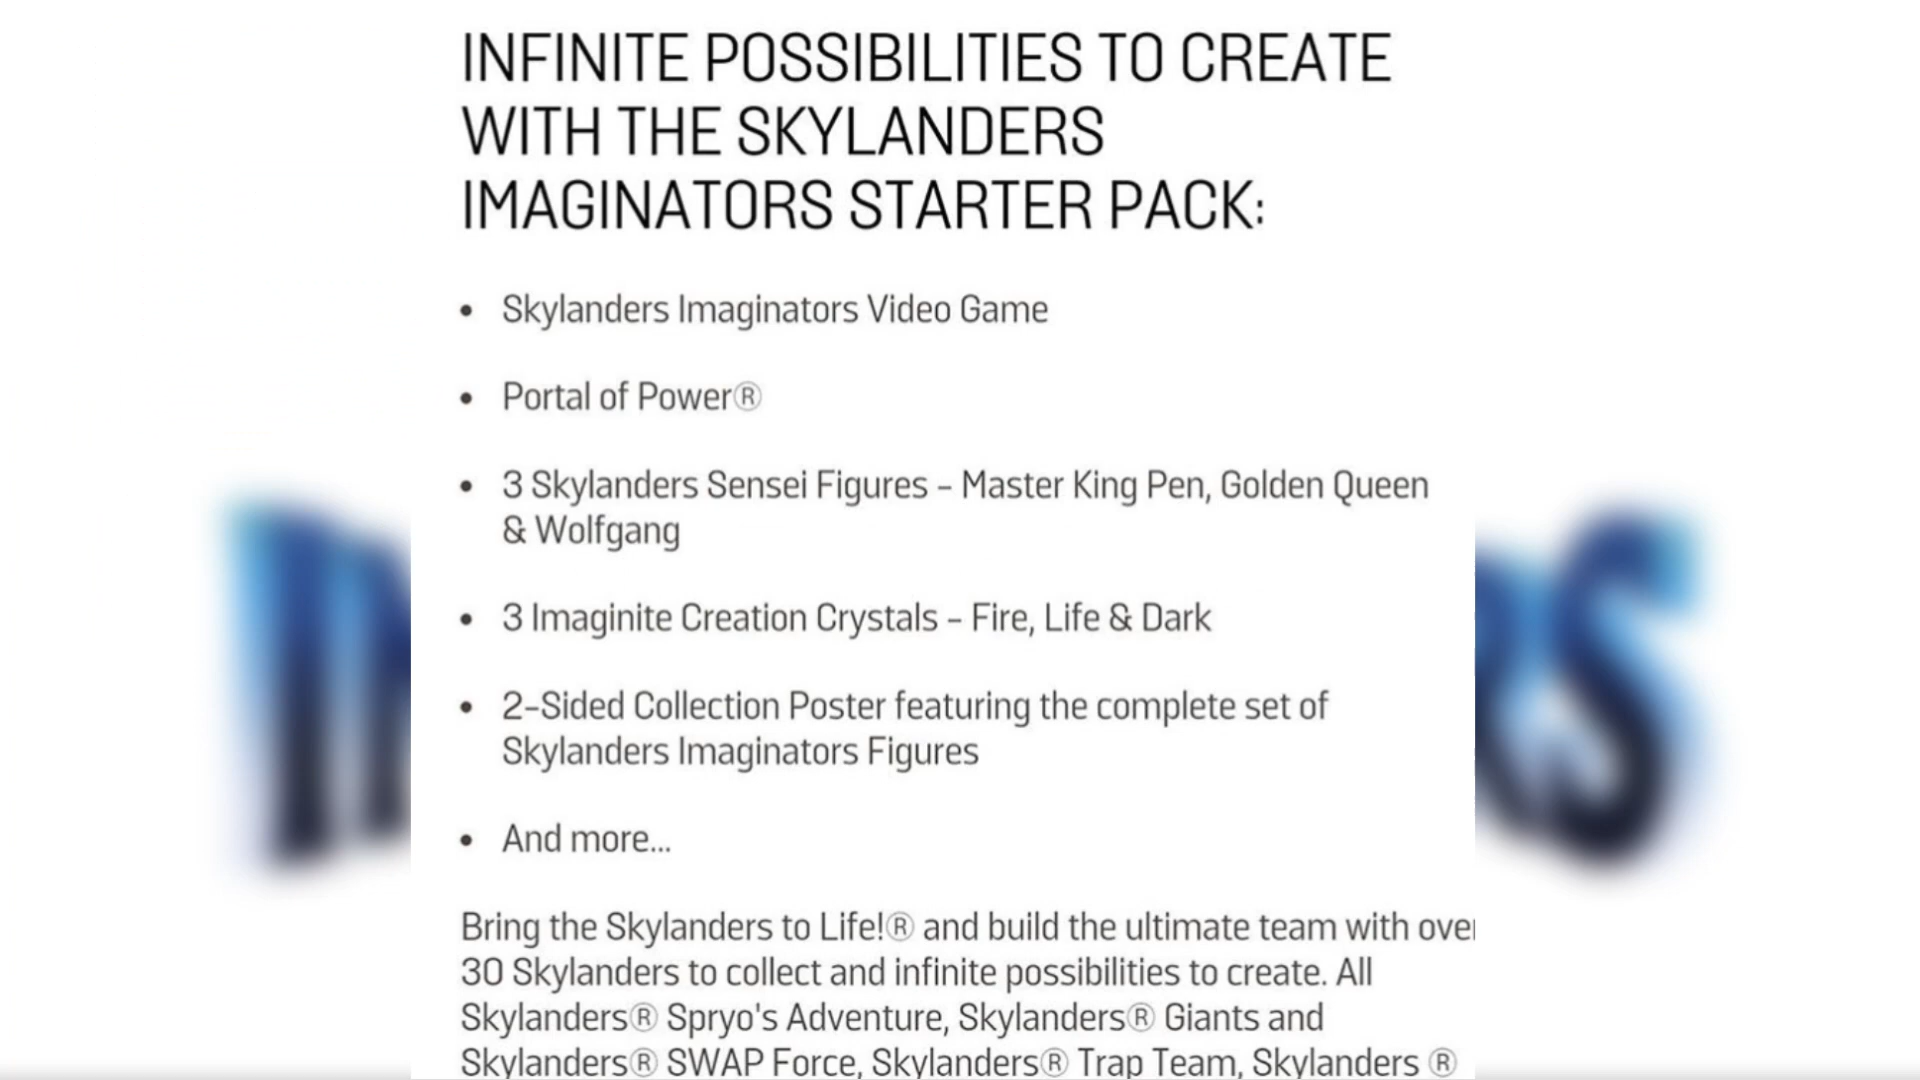 INFINITE POSSIBILITIES TO CREATE
WITH THE SKYLANDERS
IMAGINATORS STARTER PACK:
• Skylanders Imaginators Video Game
• Portal of Power®
• 3 Skylanders Sensei Figures – Master King Pen, Golden Queen
& Wolfgang
• 3 Imaginite Creation Crystals – Fire, Life & Dark
• 2-Sided Collection Poster featuring the complete set of
Skylanders Imaginators Figures
• And more...
Bring the Skylanders to Life!® and build the ultimate team with over
30 Skylanders to collect and infinite possibilities to create. All
Skylanders® Spryo's Adventure, Skylanders® Giants and
Skylanders® SWAP Force, Skylanders® Trap Team, Skylanders ®